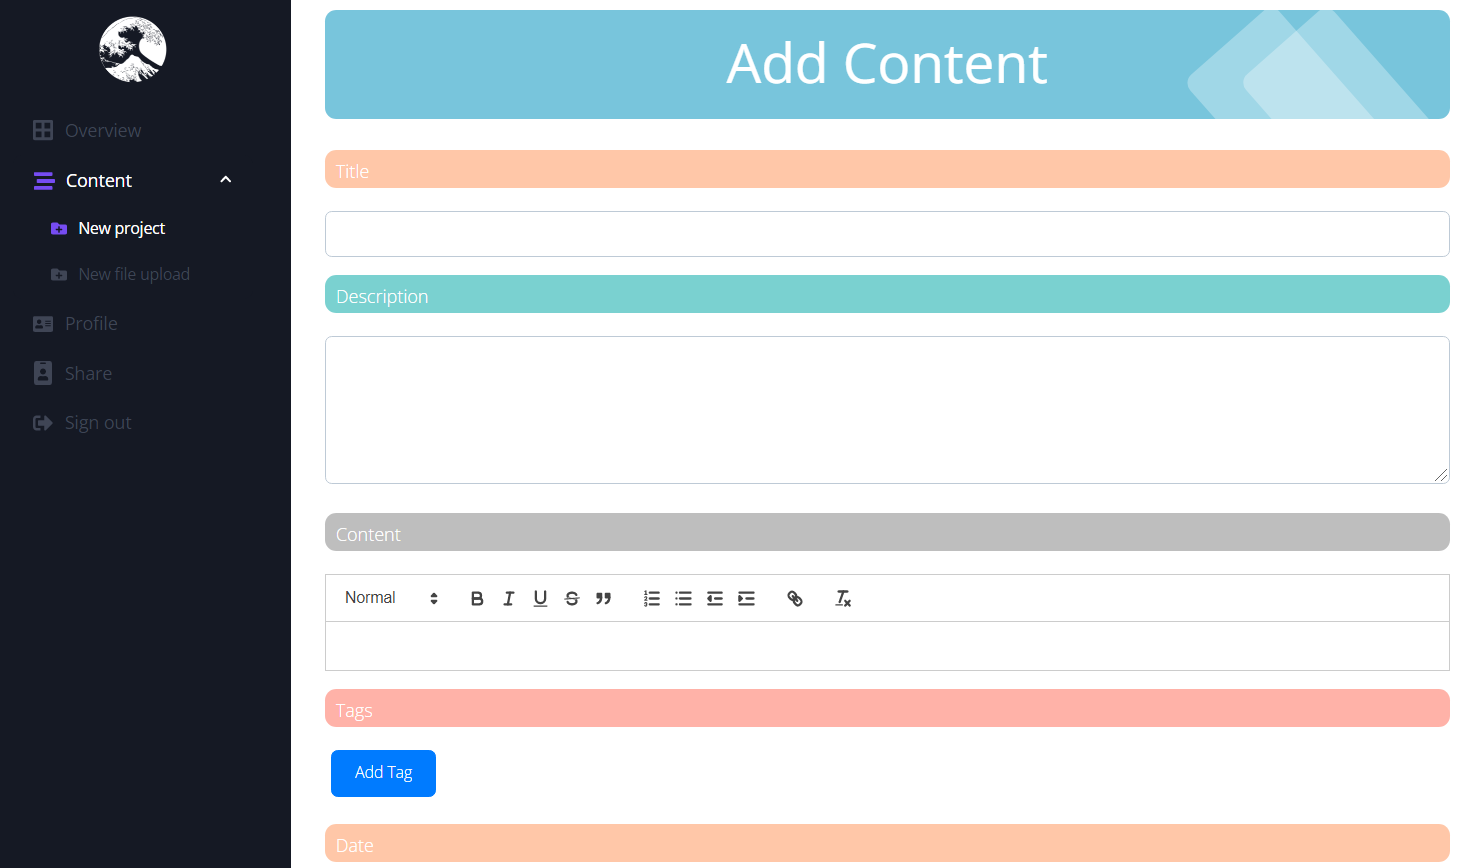 Overview
Content
New project
New file upload
Profile
Share
Sign out
Add Content
Title
Description
Content
Normal
Tags
Add Tag
Date